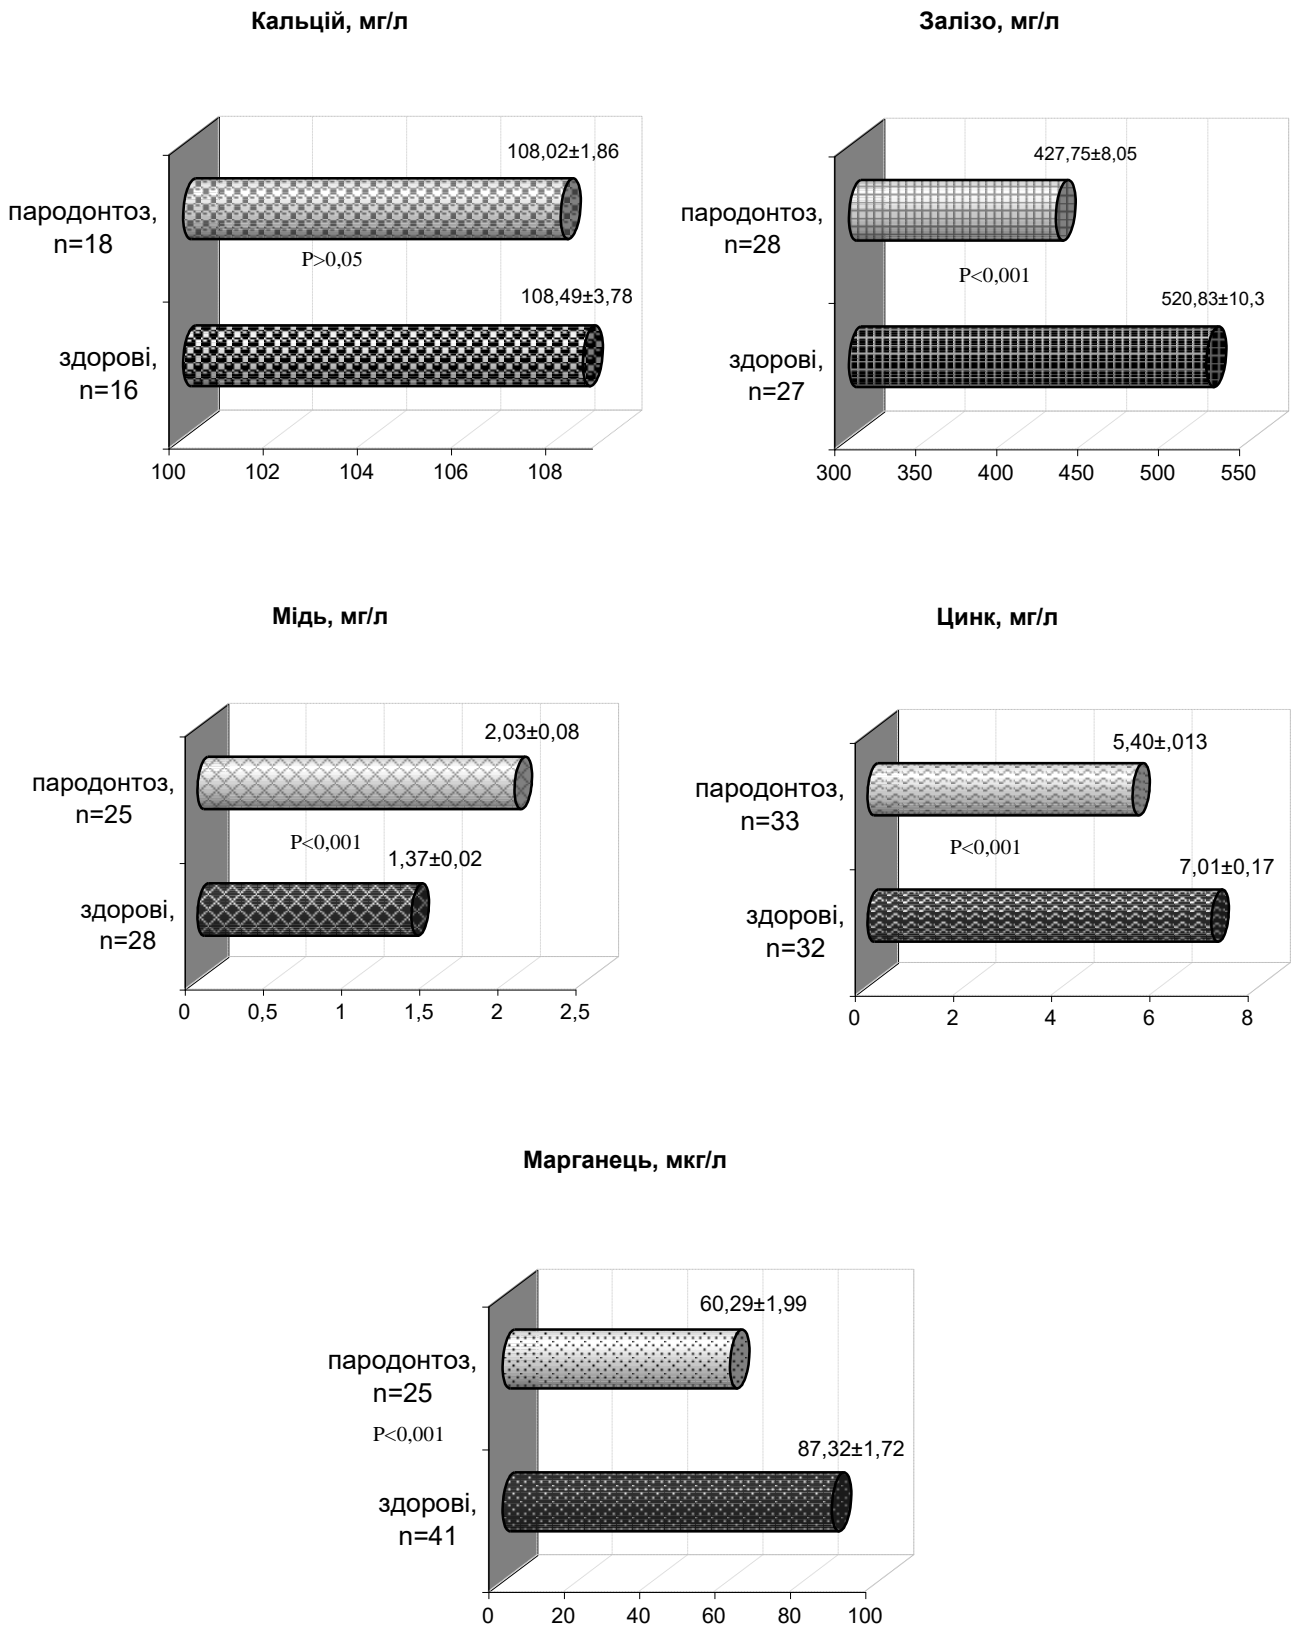 Кальцій, мг/л
108,02±1,86
пародонтоз,
n=18
P>0,05
108,49±3,78
здорові,
n=16
100 102 104 106 108
Залізо, мг/л
427,75±8,05
пародонтоз,
n=28
P<0,001
520,83±10,3
здорові,
n=27
300 350 400 450 500 550
Мідь, мг/л
2,03±0,08
пародонтоз,
n=25
P<0,001
1,37±0,02
здорові,
n=28
0 0,5 1 1,5 2 2,5
Цинк, мг/л
5,40±,013
пародонтоз,
n=33
P<0,001
7,01±0,17
здорові,
n=32
0 2 4 6 8
Марганець, мкг/л
60,29±1,99
пародонтоз,
n=25
P<0,001
87,32±1,72
здорові,
n=41
0 20 40 60 80 100